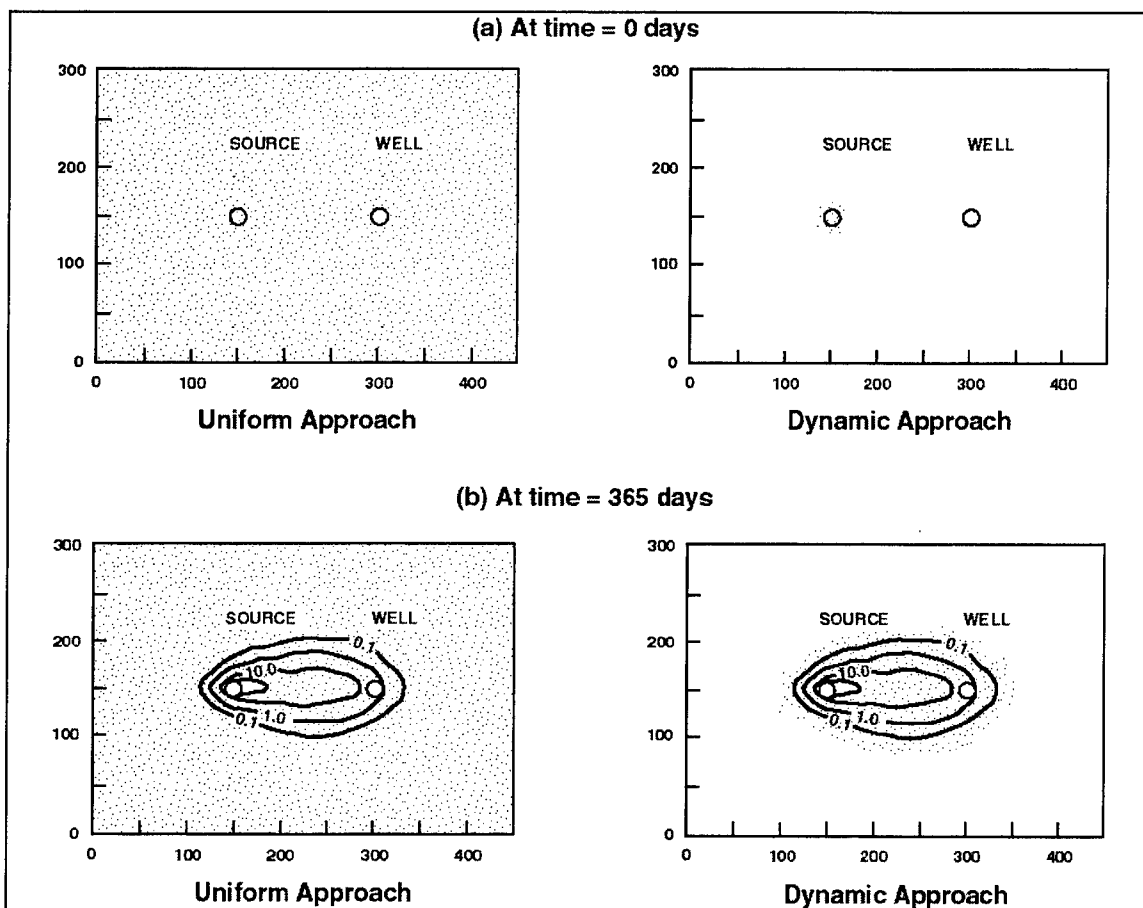 (a) At time = 0 days
300
200
100
0
SOURCE WELL
0 100 200 300 400
Uniform Approach
300
200
100
0
SOURCE WELL
0 100 200 300 400
Dynamic Approach
(b) At time = 365 days
300
200
100
0
SOURCE WELL
0.1
10.0
0.1 1.0
0 100 200 300 400
Uniform Approach
300
200
100
0
SOURCE WELL
0.1
10.0
0.1 1.0
0 100 200 300 400
Dynamic Approach